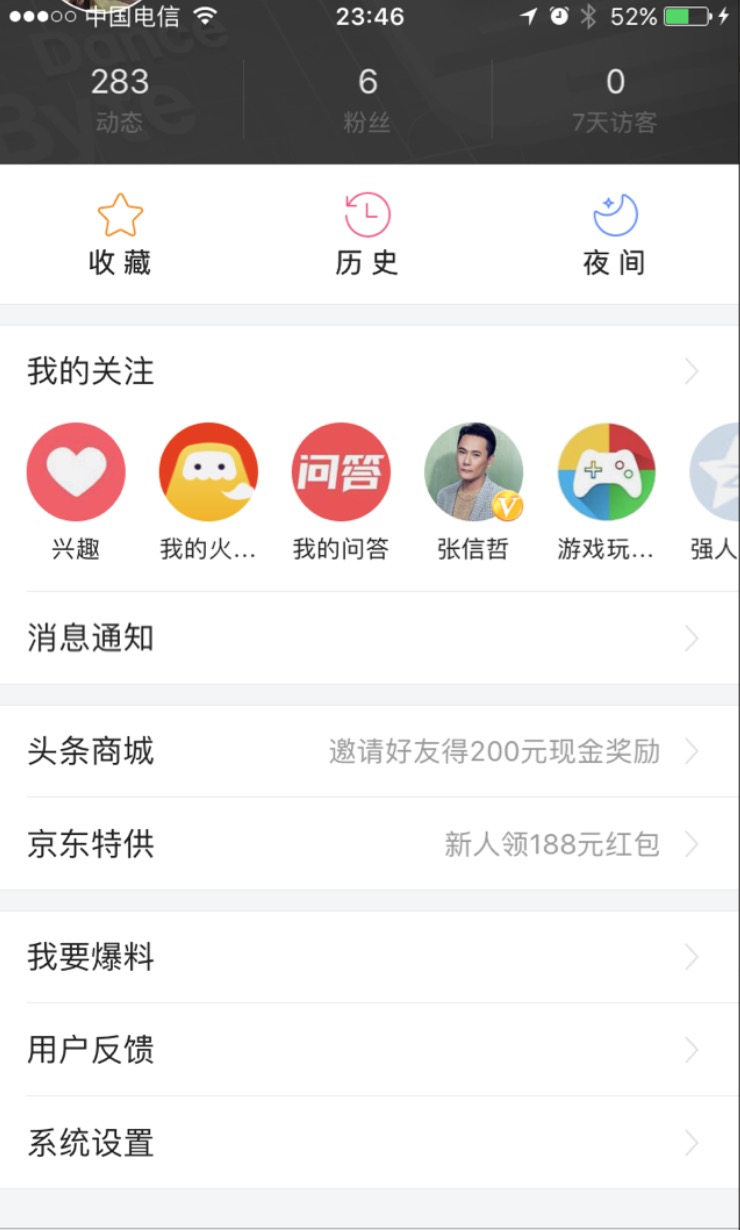 中国电信 23:46 52%
Dance
Byte
283 6 0
动态 粉丝 7天访客
收藏 历史 夜间
我的关注
问答
V
兴趣 我的火... 我的问答 张信哲 游戏玩... 强人
消息通知
头条商城 邀请好友得200元现金奖励
京东特供 新人领188元红包
我要爆料
用户反馈
系统设置